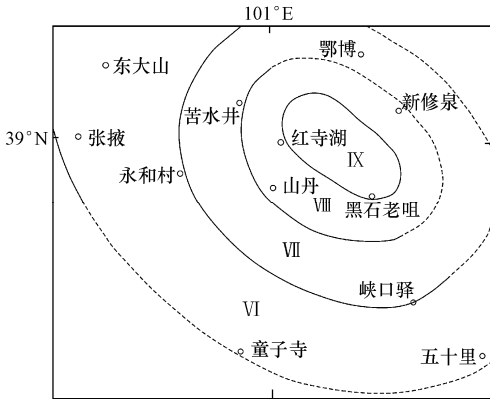 101°E
鄂博
东大山
新修泉
苦水井
39°N
张掖
红寺湖
Ⅸ
永和村
山丹
Ⅷ
黑石老咀
Ⅶ
峡口驿
Ⅵ
童子寺
五十里